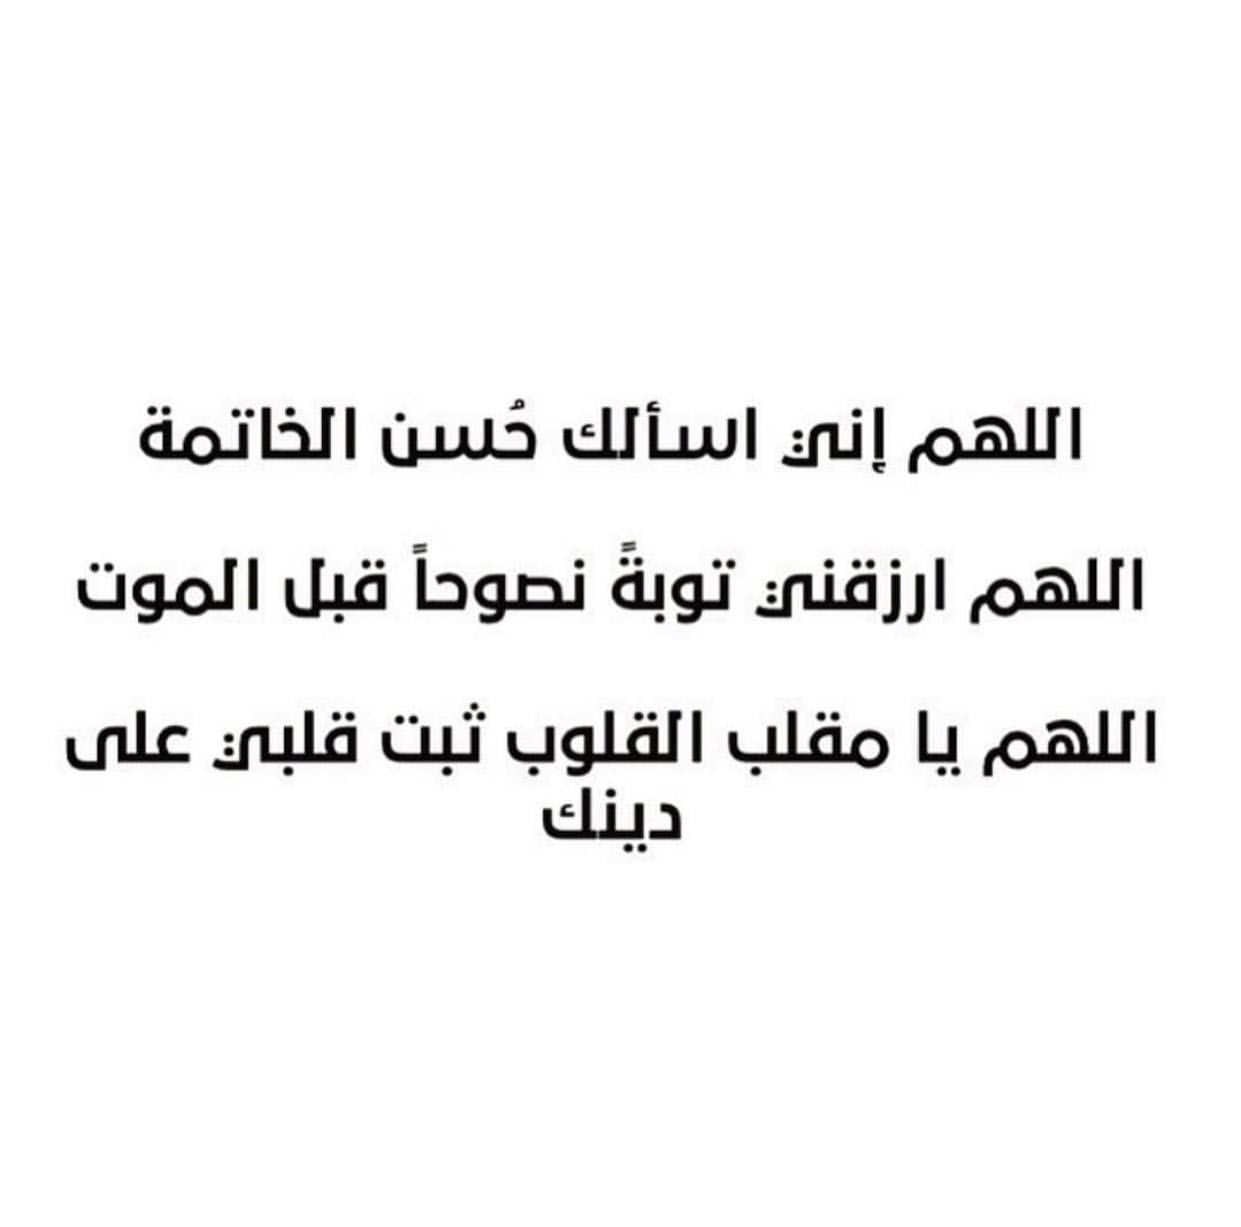 اللهم إني اسألك حُسن الخاتمة
اللهم ارزقني توبةً نصوحاً قبل الموت
اللهم يا مقلب القلوب ثبت قلبي على
دينك